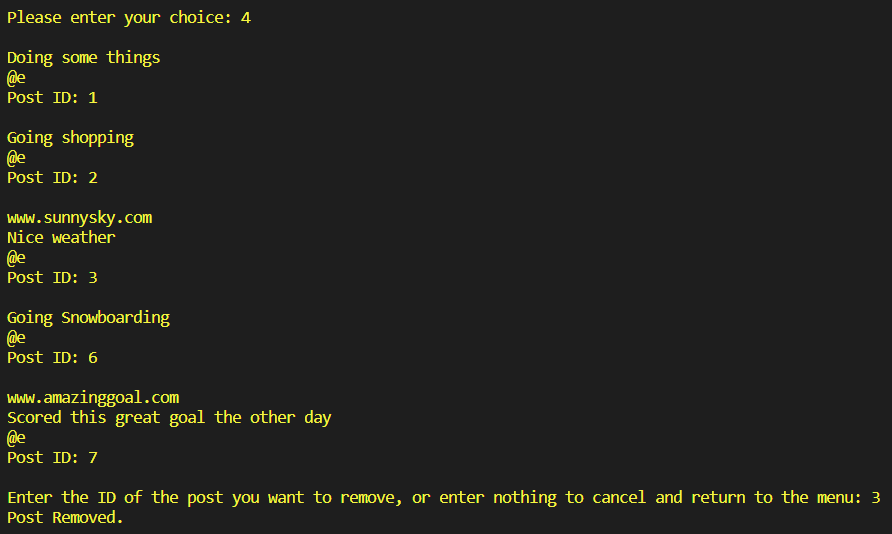 Please enter your choice: 4
Doing some things
@e
Post ID: 1
Going shopping
@e
Post ID: 2
www.sunnysky.com
Nice weather
@e
Post ID: 3
Going Snowboarding
@e
Post ID: 6
www.amazinggoal.com
Scored this great goal the other day
@e
Post ID: 7
Enter the ID of the post you want to remove, or enter nothing to cancel and return to the menu: 3
Post Removed.